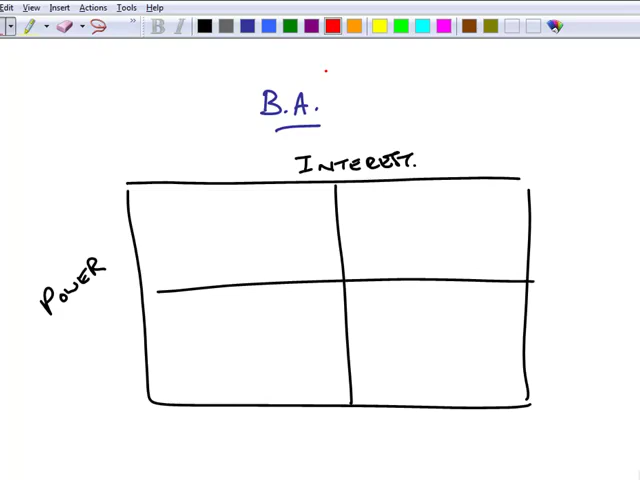 Edit View Insert Actions Tools Help
B I
B.A.
INTEREST.
POWER